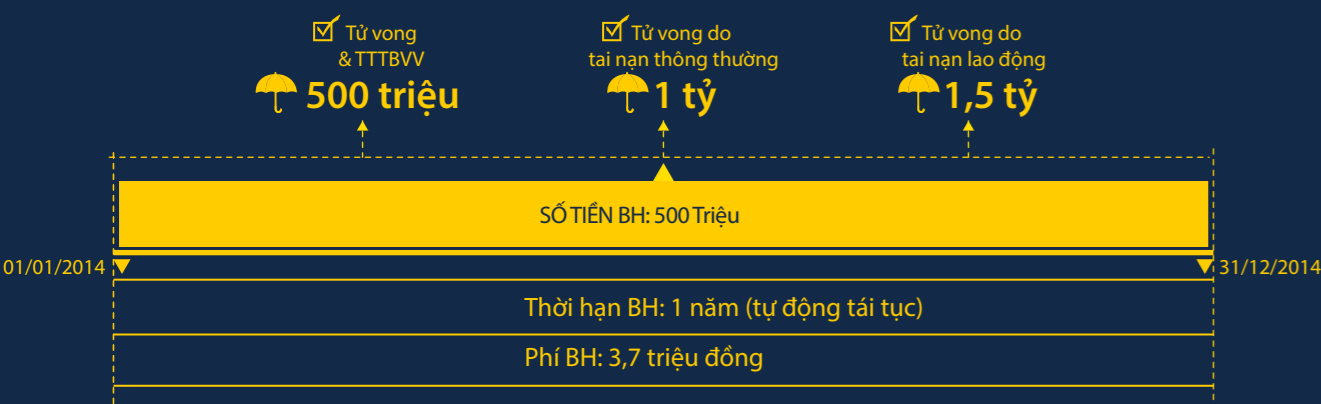 Tử vong
& TTTBVV
500 triệu
Tử vong do
tai nạn thông thường
1 tỷ
Tử vong do
tai nạn lao động
1,5 tỷ
SỐ TIỀN BH: 500 Triệu
01/01/2014
31/12/2014
Thời hạn BH: 1 năm (tự động tái tục)
Phí BH: 3,7 triệu đồng